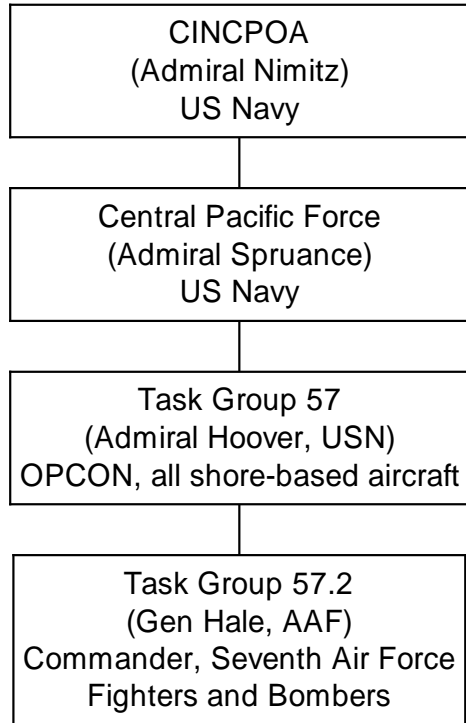 CINCPOA
(Admiral Nimitz)
US Navy
Central Pacific Force
(Admiral Spruance)
US Navy
Task Group 57
(Admiral Hoover, USN)
OPCON, all shore-based aircraft
Task Group 57.2
(Gen Hale, AAF)
Commander, Seventh Air Force
Fighters and Bombers